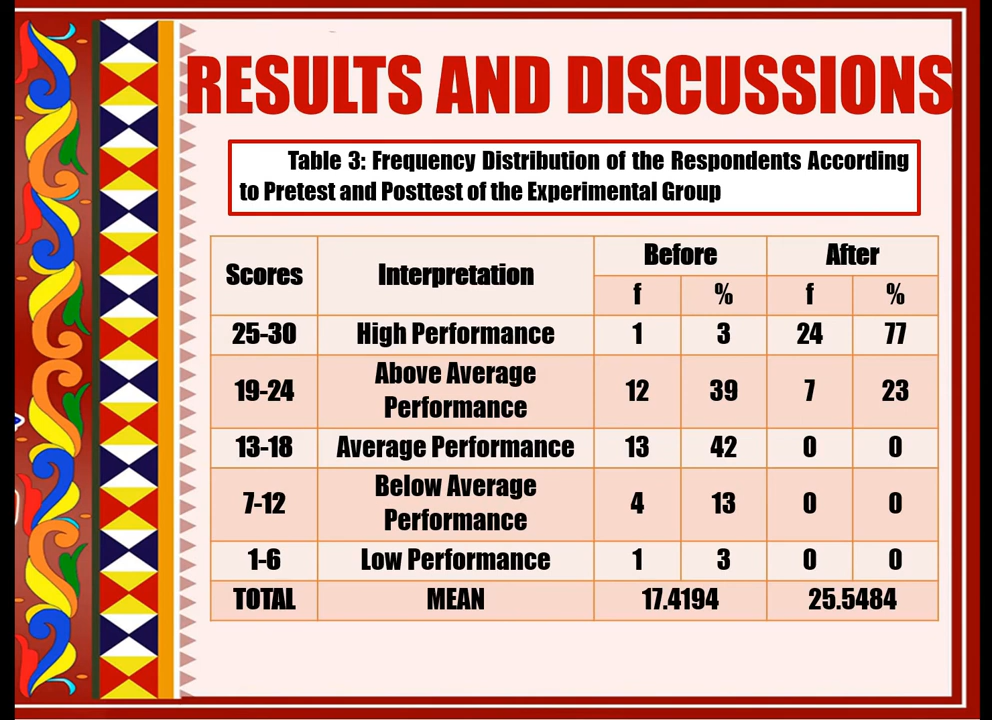 RESULTS AND DISCUSSIONS
Table 3: Frequency Distribution of the Respondents According
to Pretest and Posttest of the Experimental Group
Scores Interpretation Before After
f % f %
25-30 High Performance 1 3 24 77
19-24 Above Average
Performance 12 39 7 23
13-18 Average Performance 13 42 0 0
7-12 Below Average
Performance 4 13 0 0
1-6 Low Performance 1 3 0 0
TOTAL MEAN 17.4194 25.5484